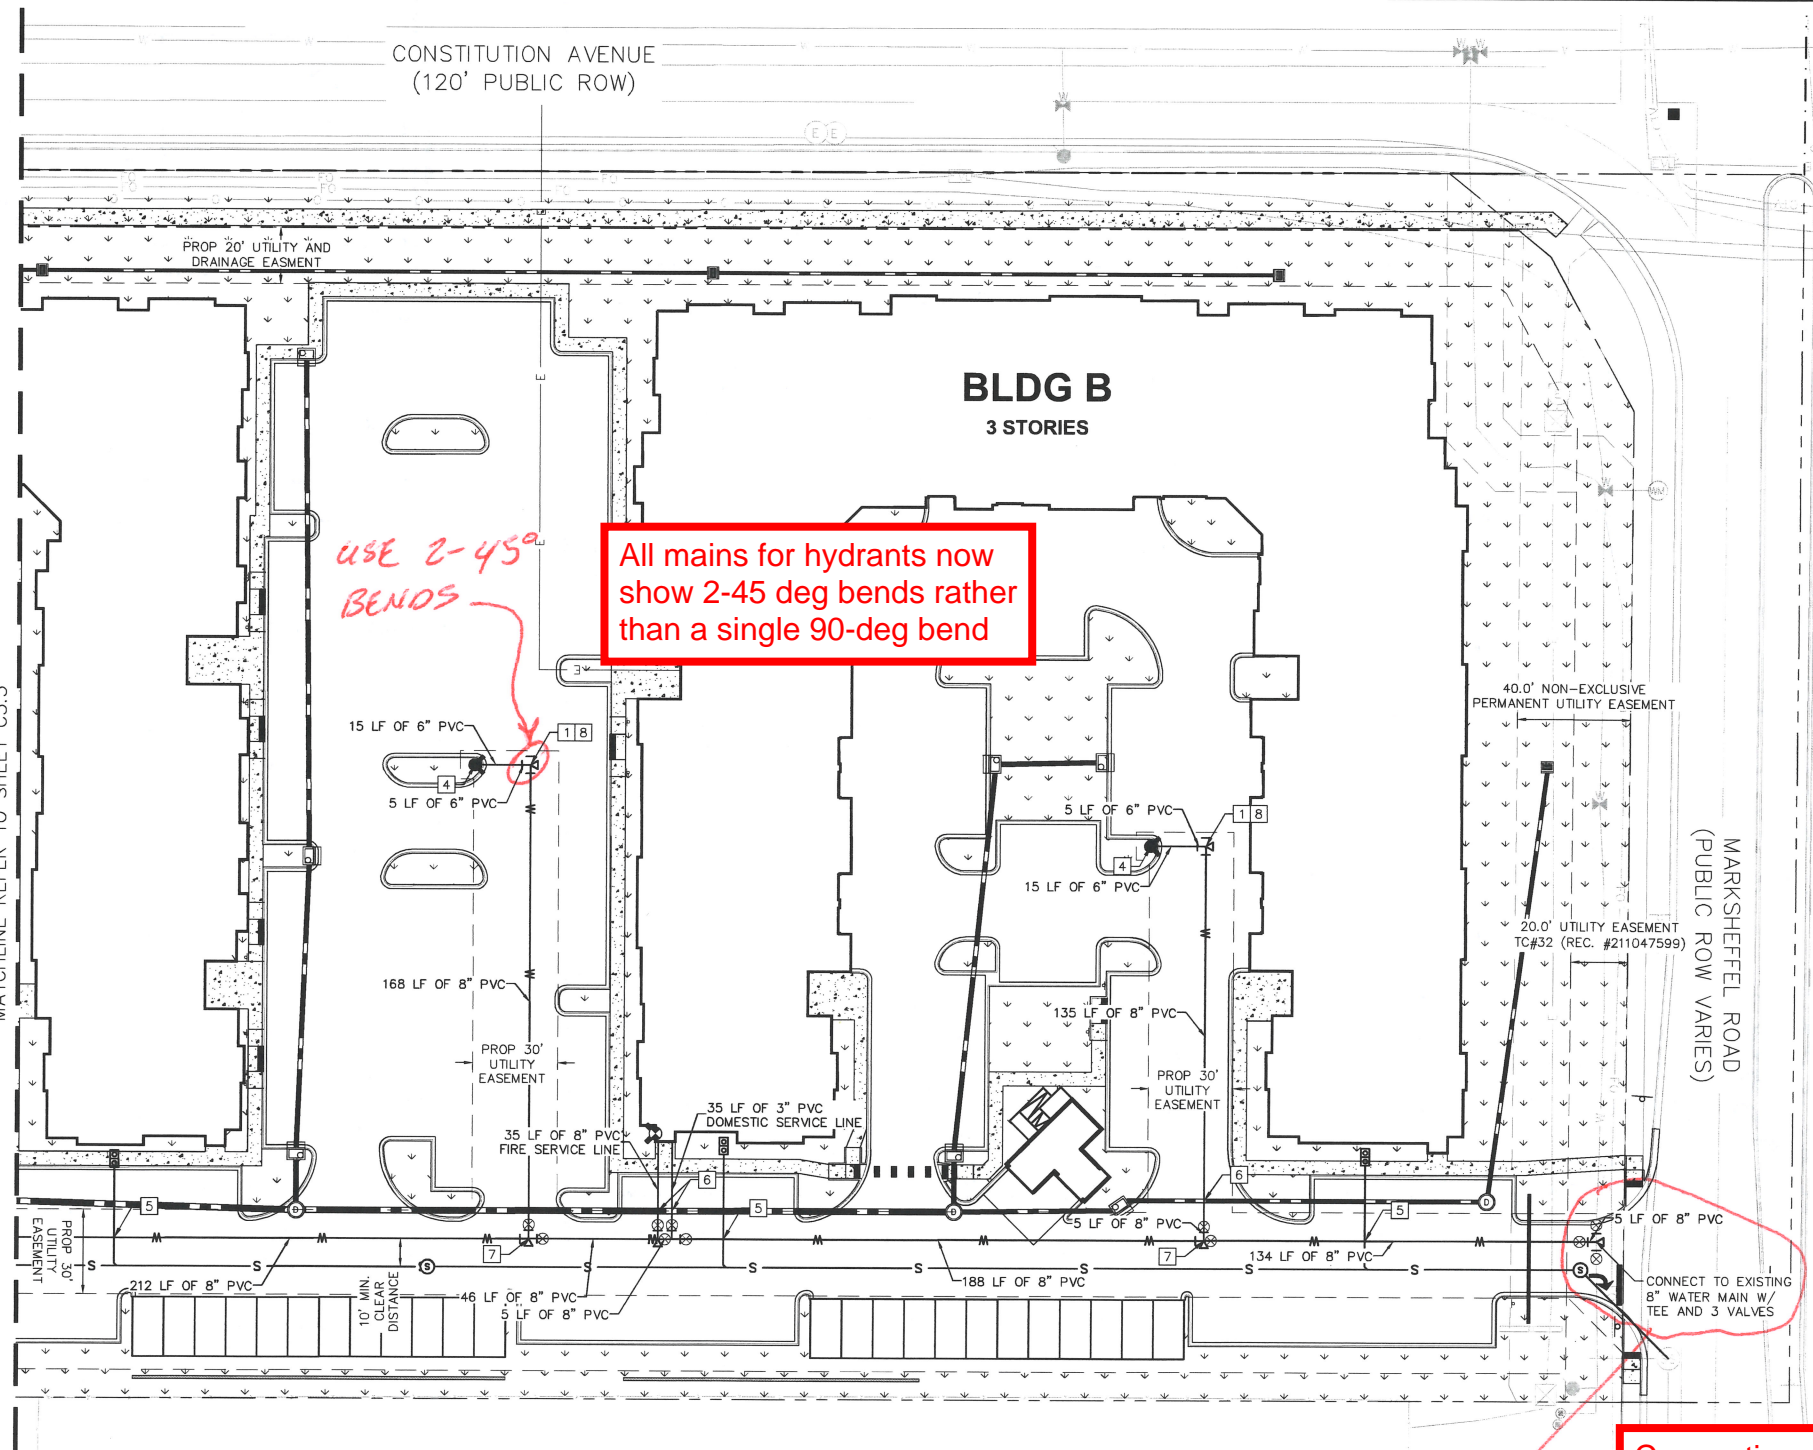 CONSTITUTION AVENUE
(120' PUBLIC ROW)
PROP 20' UTILITY AND
DRAINAGE EASMENT
BLDG B
3 STORIES
USE 2-45°
BENDS
All mains for hydrants now
show 2-45 deg bends rather
than a single 90-deg bend
40.0' NON-EXCLUSIVE
PERMANENT UTILITY EASEMENT
15 LF OF 6" PVC
1 8
4
5 LF OF 6" PVC
5 LF OF 6" PVC
1 8
4
15 LF OF 6" PVC
MARKSHEFFEL ROAD
(PUBLIC ROW VARIES)
20.0' UTILITY EASEMENT
TC#32 (REC. #211047599)
168 LF OF 8" PVC
135 LF OF 8" PVC
PROP 30'
UTILITY
EASEMENT
PROP 30'
UTILITY
EASEMENT
35 LF OF 3" PVC
DOMESTIC SERVICE LINE
35 LF OF 8" PVC
FIRE SERVICE LINE
6
6
5
5
5
PROP 30'
UTILITY
EASEMENT
7
7
5 LF OF 8" PVC
5 LF OF 8" PVC
134 LF OF 8" PVC
212 LF OF 8" PVC
10' MIN.
CLEAR
DISTANCE
46 LF OF 8" PVC
5 LF OF 8" PVC
188 LF OF 8" PVC
CONNECT TO EXISTING
8" WATER MAIN W/
TEE AND 3 VALVES